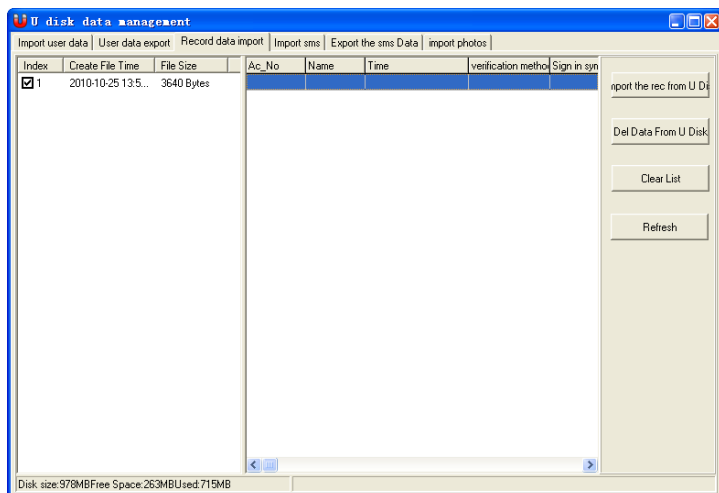 U disk data management
Import user data User data export Record data import Import sms Export the sms Data import photos
Index Create File Time File Size Ac_No Name Time verification metho Sign in syn
1 2010-10-25 13:5... 3640 Bytes
nport the rec from U Di
Del Data From U Disk
Clear List
Refresh
Disk size:978MBFree Space:263MBUsed:715MB